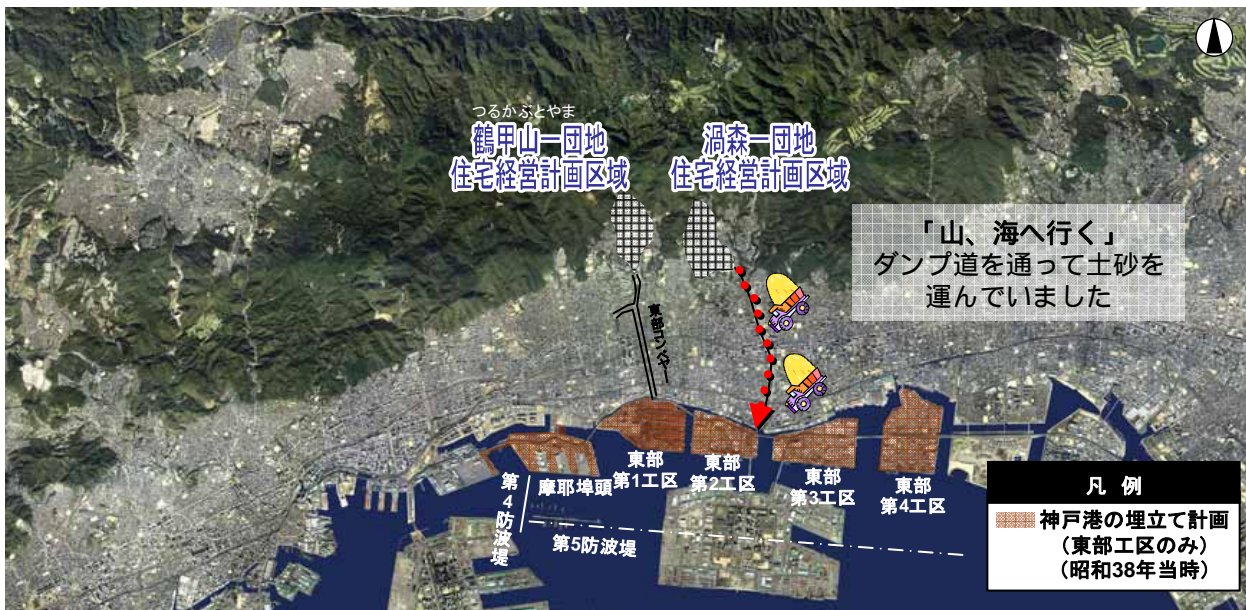 つるかぶとやま
鶴甲山一団地
住宅経営計画区域
渦森一団地
住宅経営計画区域
「山、海へ行く」
ダンプ道を通って土砂を
運んでいました
東部コンベヤー
第4防波堤
摩耶埠頭
東部
第1工区
東部
第2工区
東部
第3工区
東部
第4工区
第5防波堤
凡 例
神戸港の埋立て計画
(東部工区のみ)
(昭和38年当時)